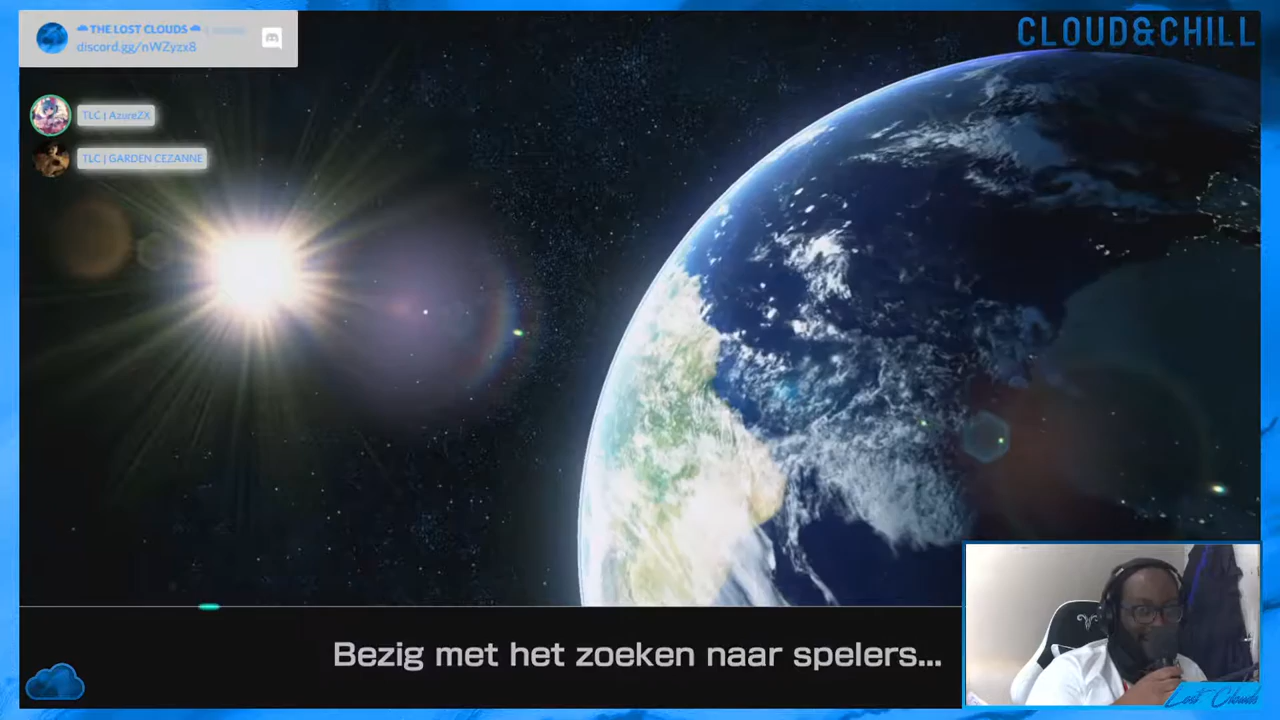 THE LOST CLOUDS
discord.gg/nWZyzx8
CLOUD&CHILL
TLC | AzureZX
TLC | GARDEN CEZANNE
Bezig met het zoeken naar spelers...
Lost Clouds